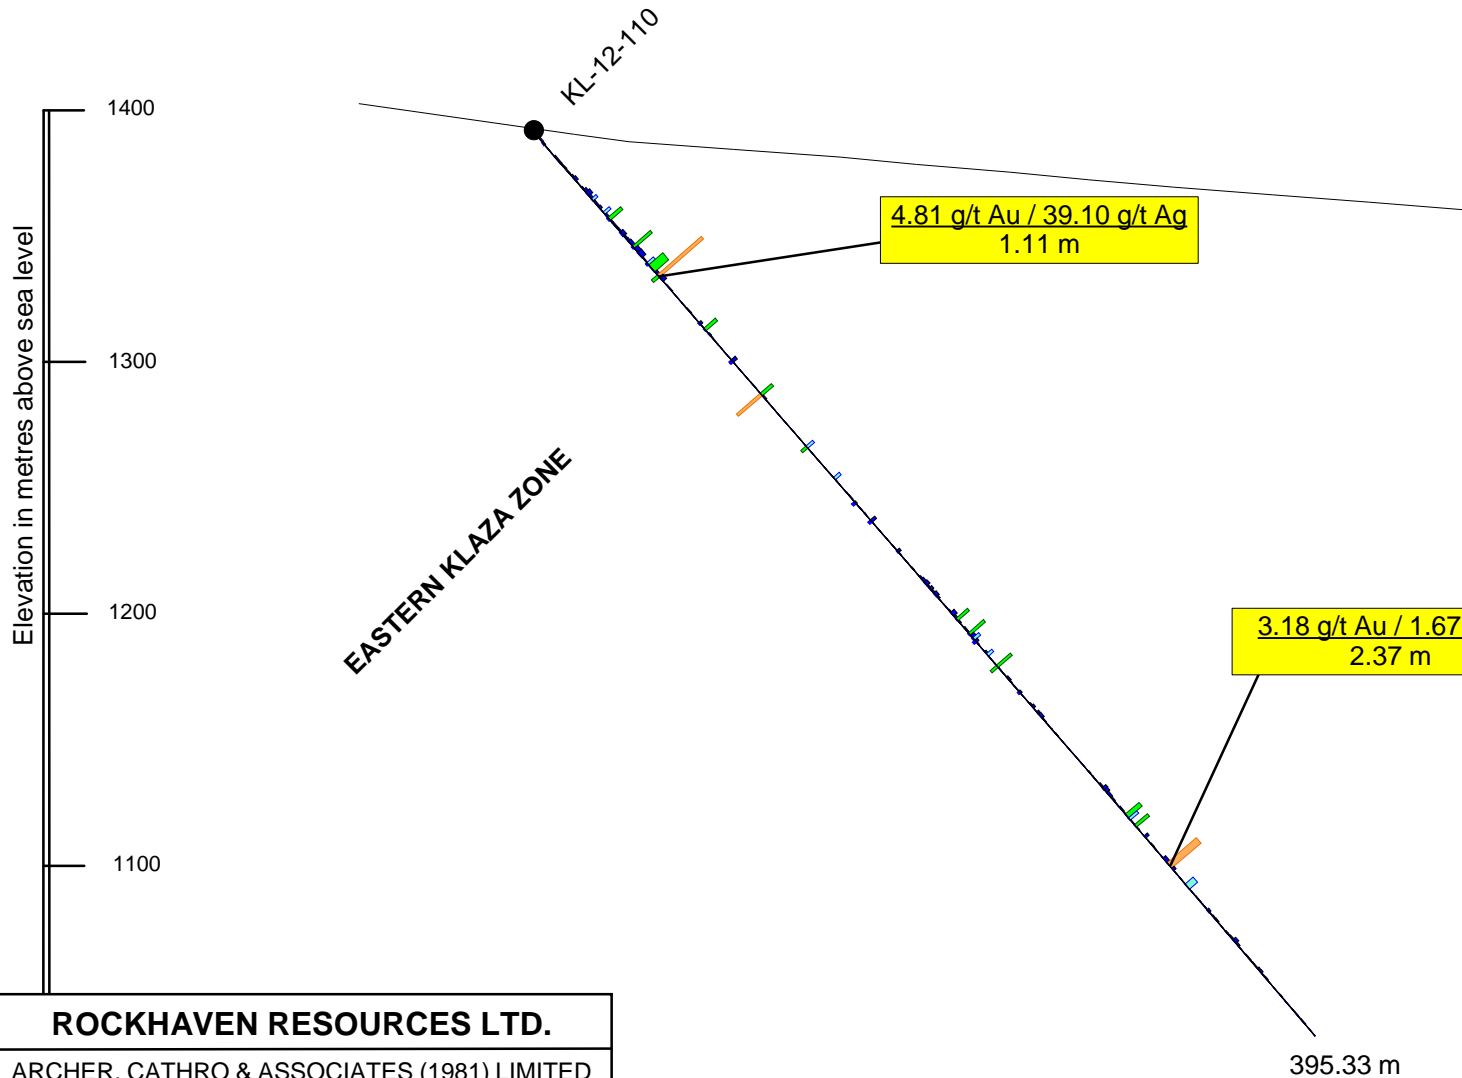 KL-12-110
1400
4.81 g/t Au / 39.10 g/t Ag
1.11 m
1300
Elevation in metres above sea level
EASTERN KLAZA ZONE
1200
3.18 g/t Au / 1.67
2.37 m
1100
ROCKHAVEN RESOURCES LTD.
ARCHER, CATHRO & ASSOCIATES (1981) LIMITED
395.33 m